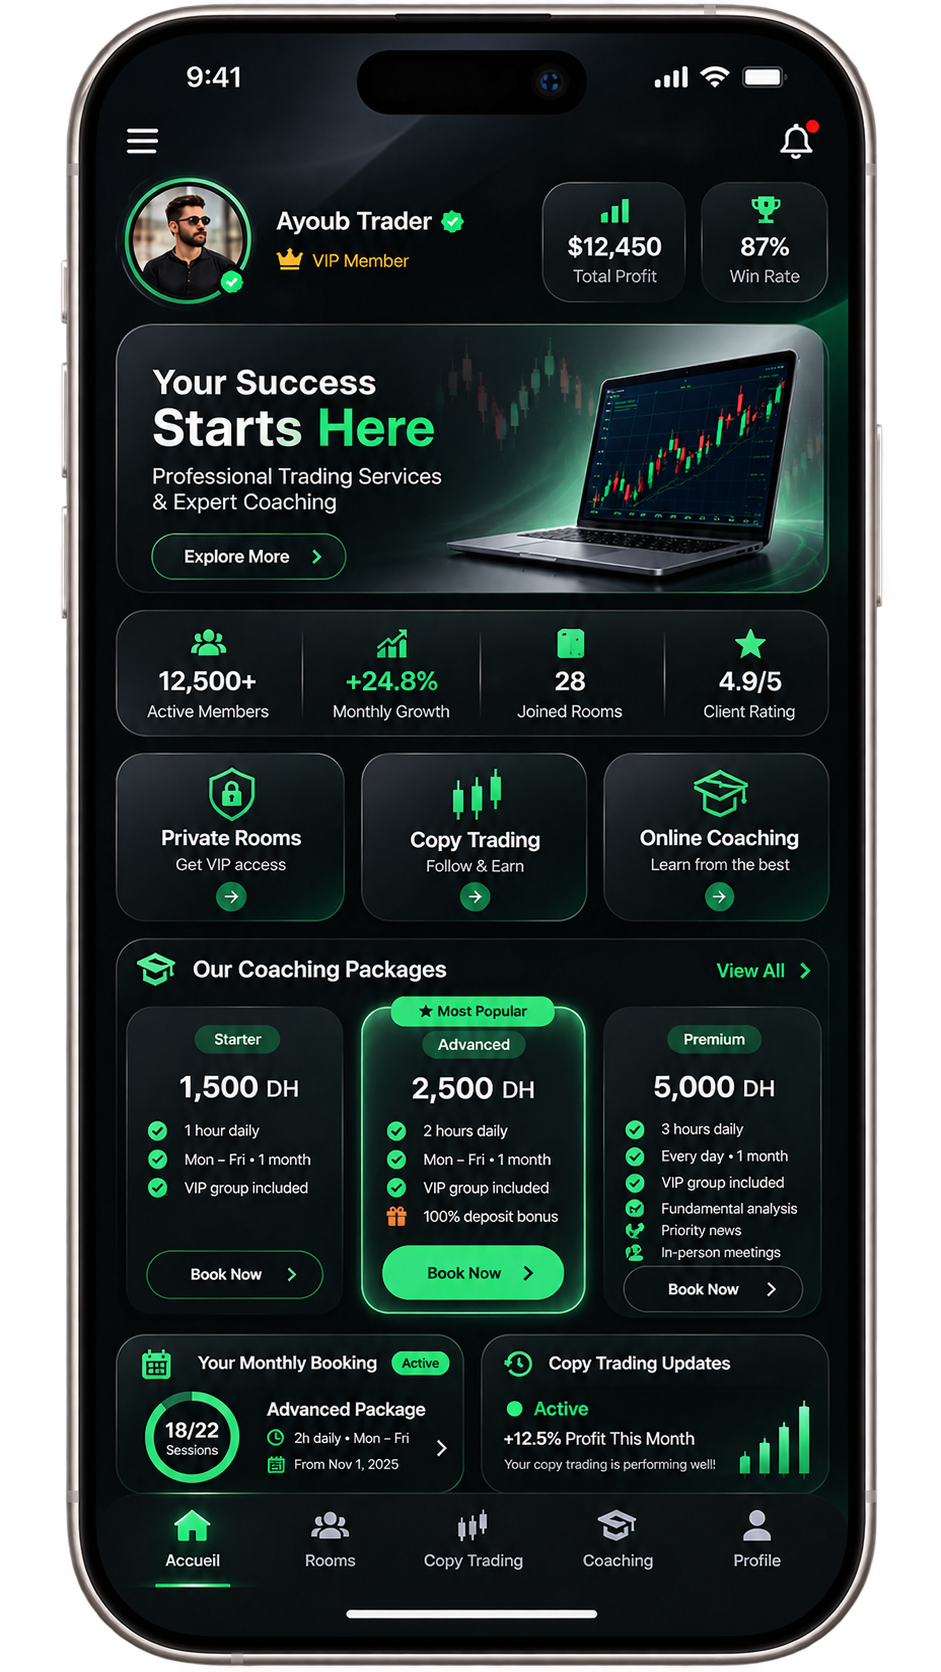 9:41
Ayoub Trader
VIP Member
$12,450
Total Profit
87%
Win Rate
Your Success
Starts Here
Professional Trading Services
& Expert Coaching
Explore More
12,500+
Active Members
+24.8%
Monthly Growth
28
Joined Rooms
4.9/5
Client Rating
Private Rooms
Get VIP access
Copy Trading
Follow & Earn
Online Coaching
Learn from the best
Our Coaching Packages
View All
Starter
1,500 DH
1 hour daily
Mon – Fri • 1 month
VIP group included
Book Now
Most Popular
Advanced
2,500 DH
2 hours daily
Mon – Fri • 1 month
VIP group included
100% deposit bonus
Book Now
Premium
5,000 DH
3 hours daily
Every day • 1 month
VIP group included
Fundamental analysis
Priority news
In-person meetings
Book Now
Your Monthly Booking
Active
18/22
Sessions
Advanced Package
2h daily • Mon – Fri
From Nov 1, 2025
Copy Trading Updates
Active
+12.5% Profit This Month
Your copy trading is performing well!
Accueil
Rooms
Copy Trading
Coaching
Profile